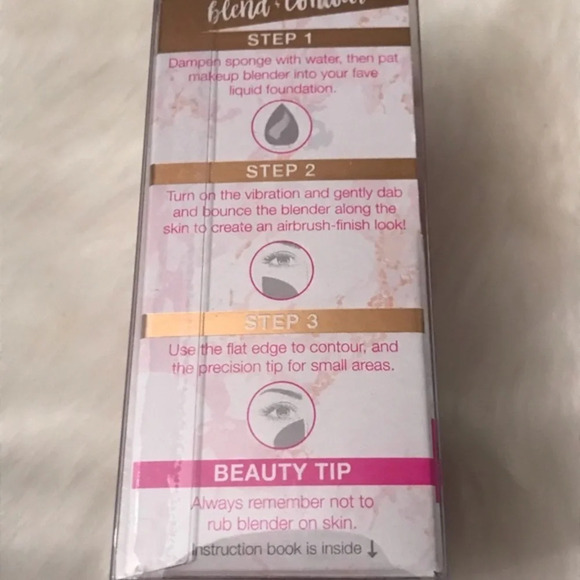 blend + contour
STEP 1
Dampen sponge with water, then pat
makeup blender into your fave
liquid foundation.
STEP 2
Turn on the vibration and gently dab
and bounce the blender along the
skin to create an airbrush-finish look!
STEP 3
Use the flat edge to contour, and
the precision tip for small areas.
BEAUTY TIP
Always remember not to
rub blender on skin.
Instruction book is inside ↓